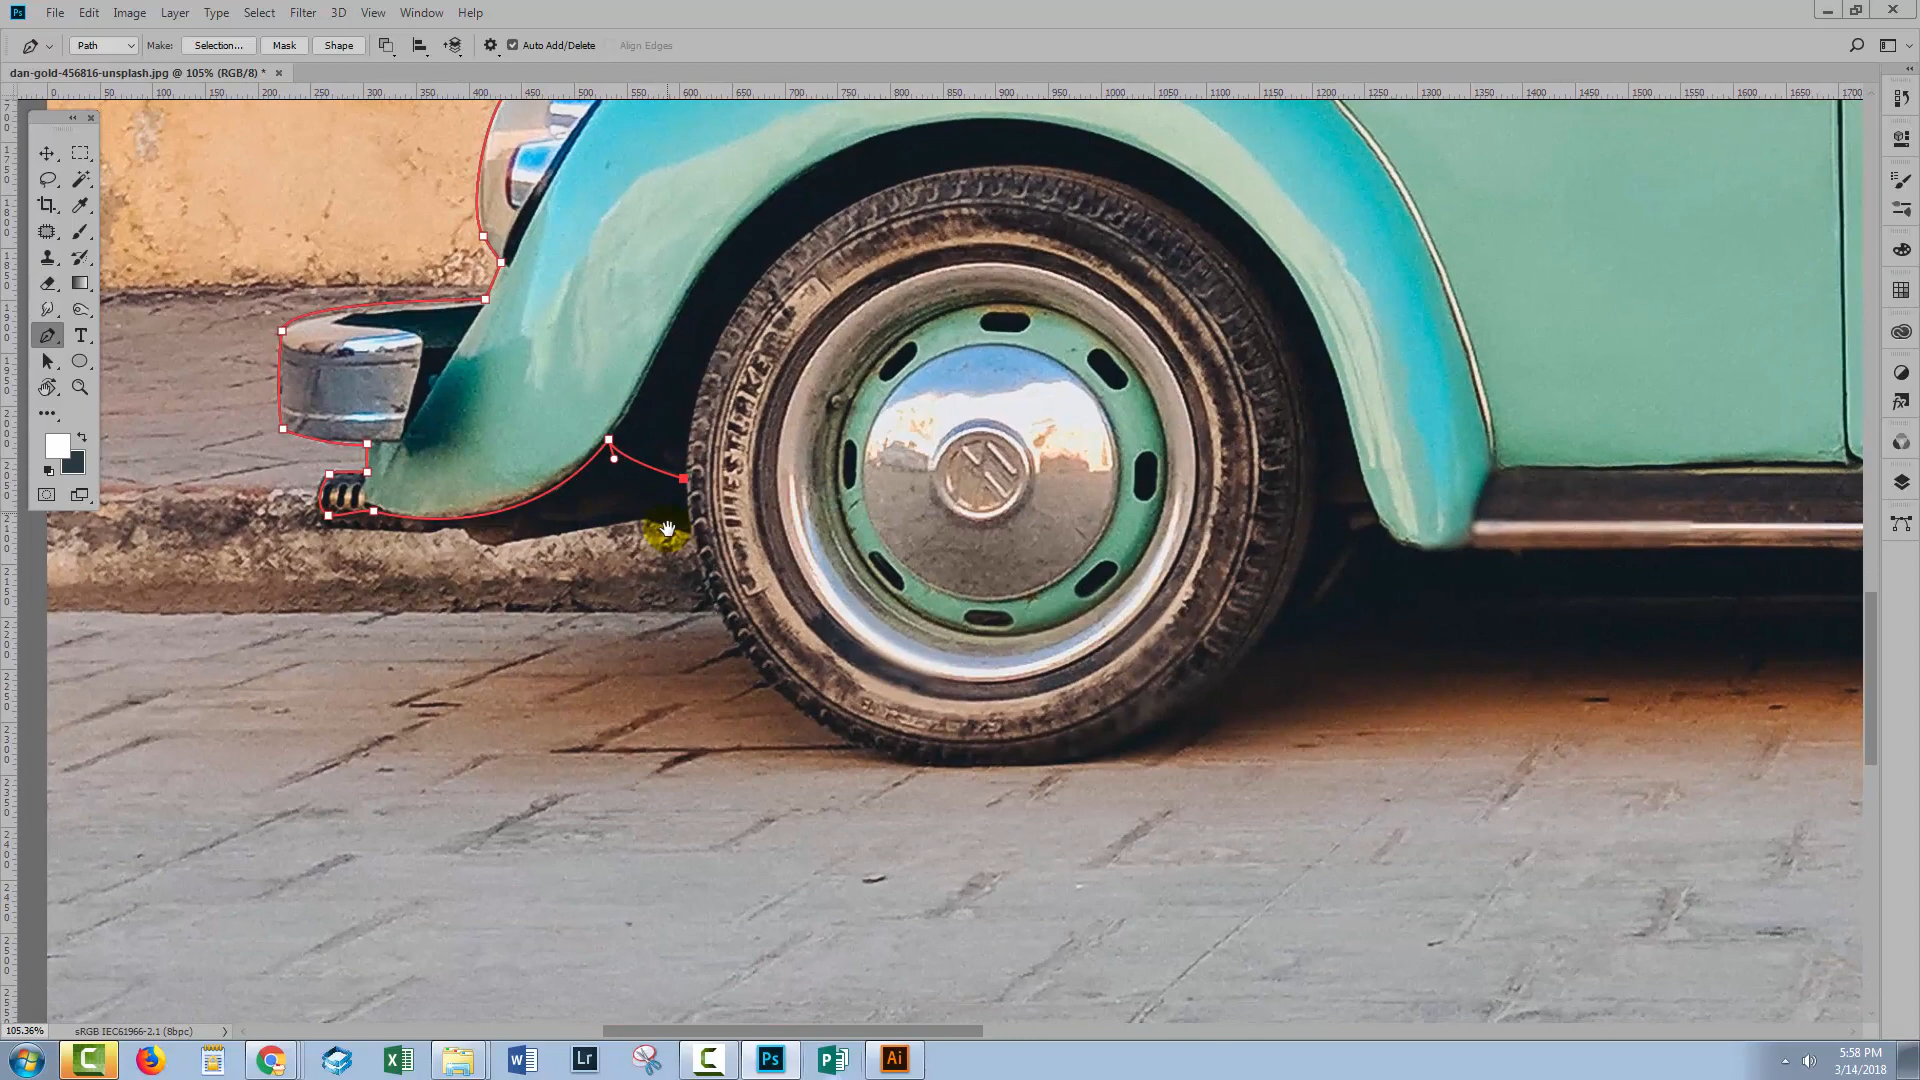 Ps File Edit Image Layer Type Select Filter 3D View Window Help
Path Make: Selection... Mask Shape Auto Add/Delete Align Edges
dan-gold-456816-unsplash.jpg @ 105% (RGB/8) * ×
0 50 100 150 200 250 300 350 400 450 500 550 600 650 700 750 800 850 900 950 1000 1050 1100 1150 1200 1250 1300 1350 1400 1450 1500 1550 1600 1650 1700
T
105.36% sRGB IEC61966-2.1 (8bpc)
Lr Ps Ai
5:58 PM
3/14/2018